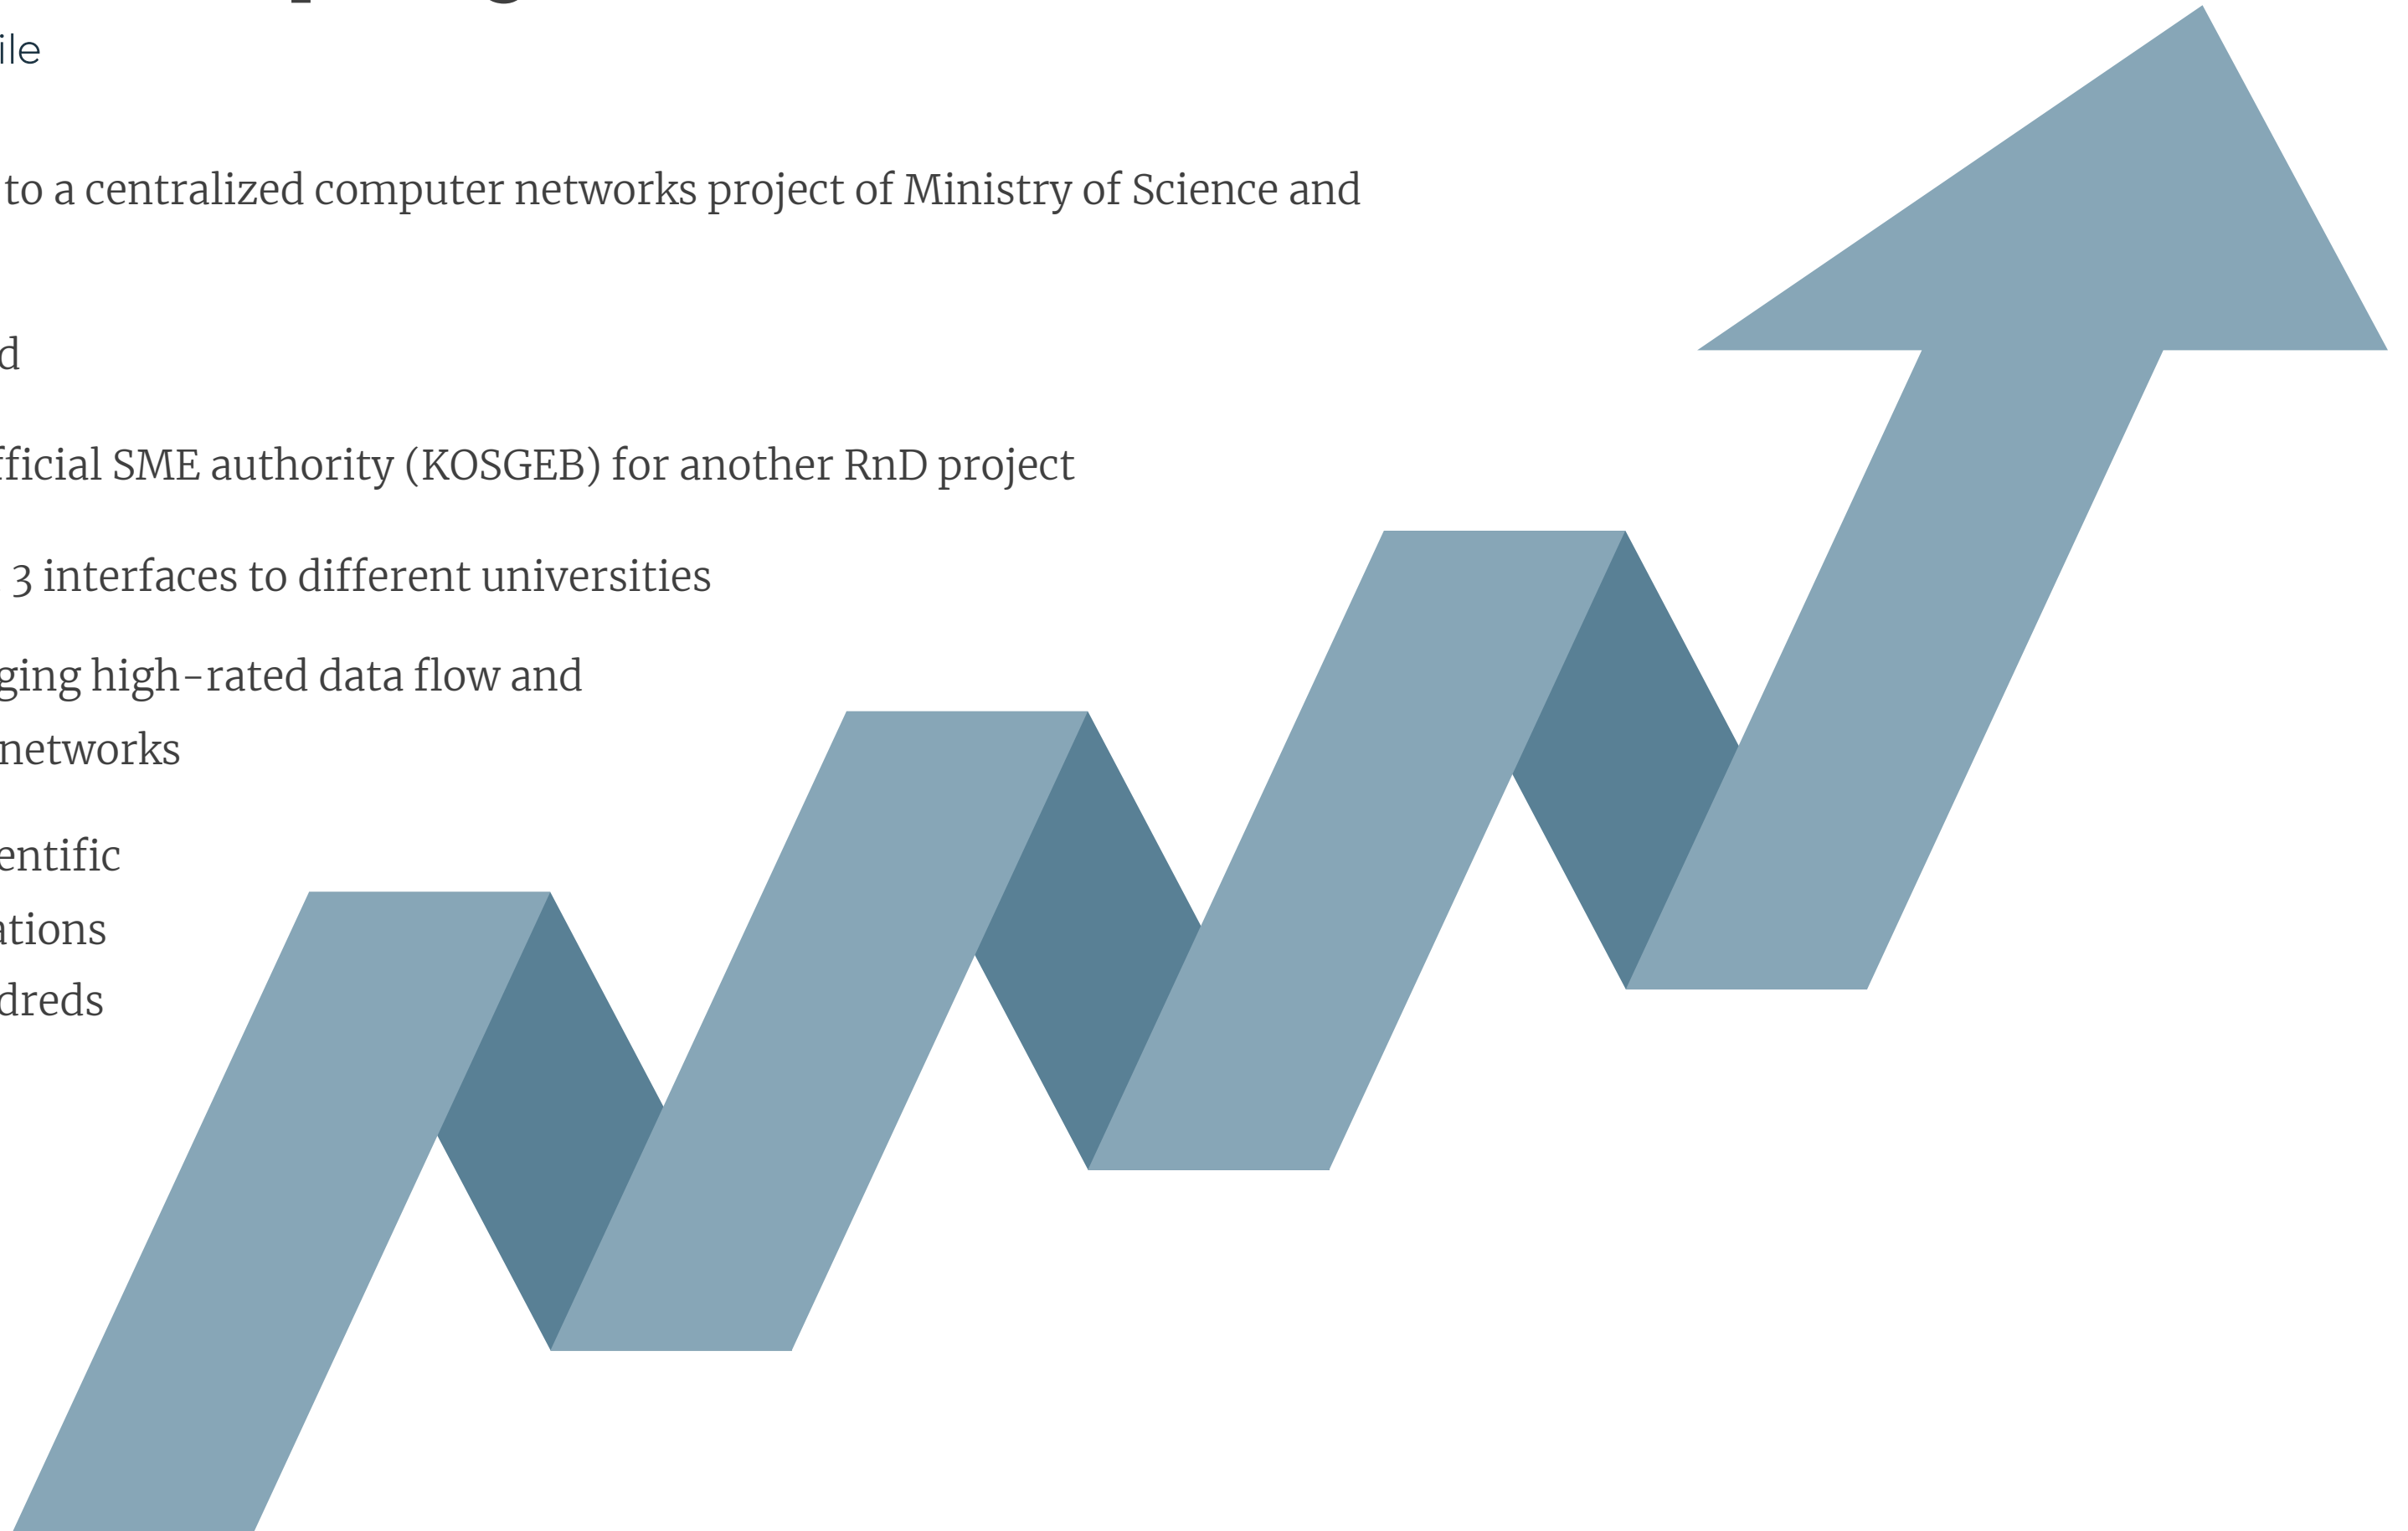 ile
to a centralized computer networks project of Ministry of Science and
d
fficial SME authority (KOSGEB) for another RnD project
3 interfaces to different universities
ging high-rated data flow and
networks
entific
ations
dreds